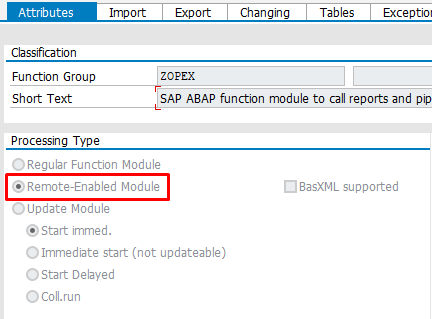 Attributes Import Export Changing Tables Exception
Classification
Function Group ZOPEX
Short Text SAP ABAP function module to call reports and pip
Processing Type
Regular Function Module
Remote-Enabled Module BasXML supported
Update Module
Start immed.
Immediate start (not updateable)
Start Delayed
Coll.run